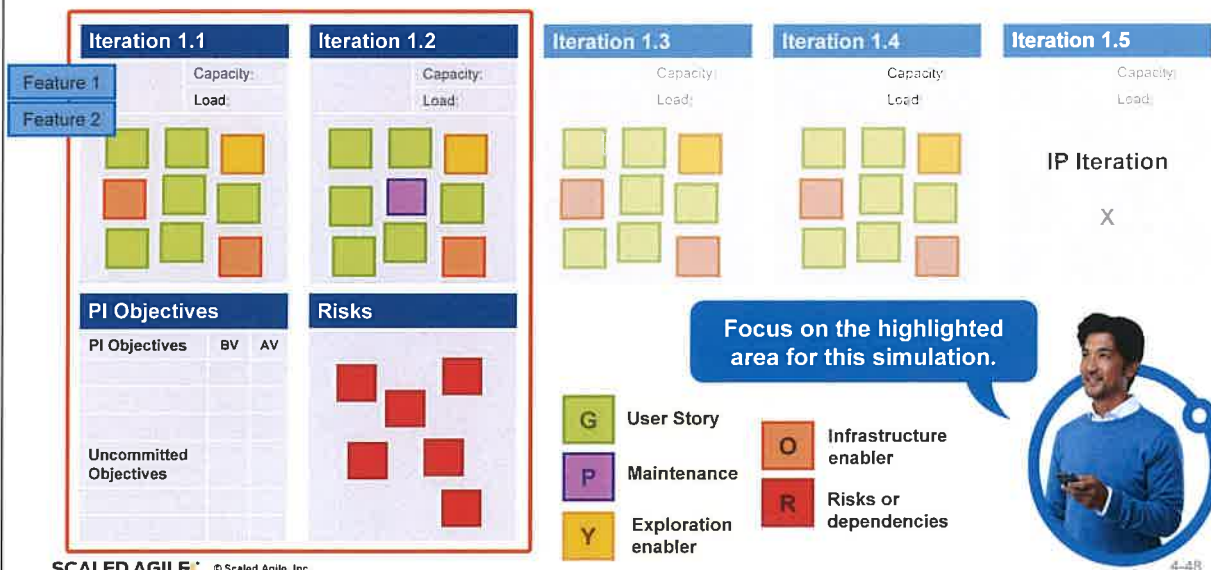 Iteration 1.1
Iteration 1.2
Iteration 1.3
Iteration 1.4
Iteration 1.5
Feature 1
Feature 2
Capacity:
Load:
Capacity:
Load:
Capacity:
Load:
Capacity:
Load:
Capacity:
Load:
IP Iteration
X
PI Objectives
PI Objectives BV AV
Uncommitted
Objectives
Risks
Focus on the highlighted
area for this simulation.
G User Story
P Maintenance
Y Exploration
enabler
O Infrastructure
enabler
R Risks or
dependencies
SCALED AGILE © Scaled Agile, Inc.
4-48